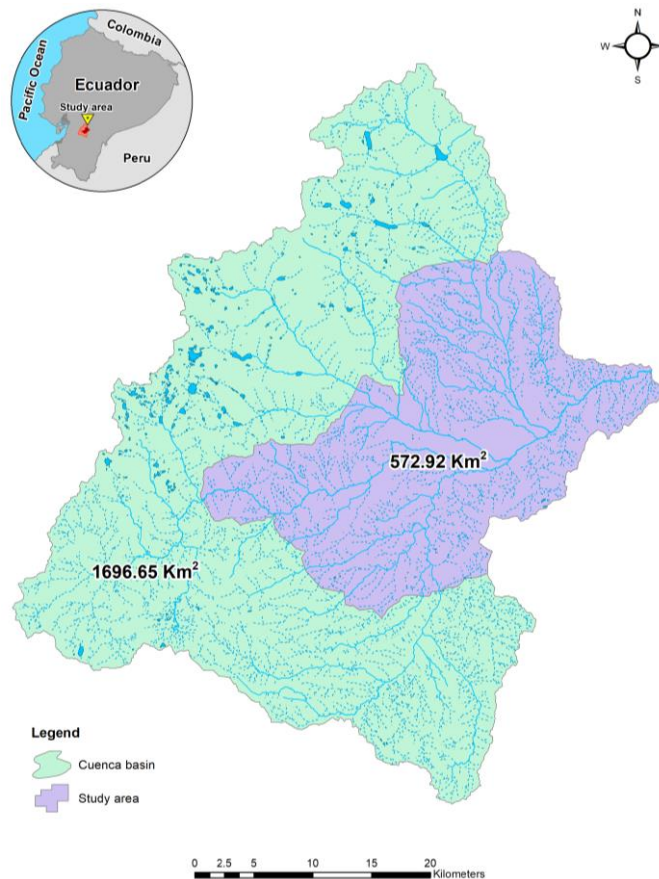 Colombia
Pacific Ocean
Ecuador
Study area
Peru
N
W
E
S
572.92 Km²
1696.65 Km²
Legend
Cuenca basin
Study area
0 2.5 5 10 15 20
Kilometers